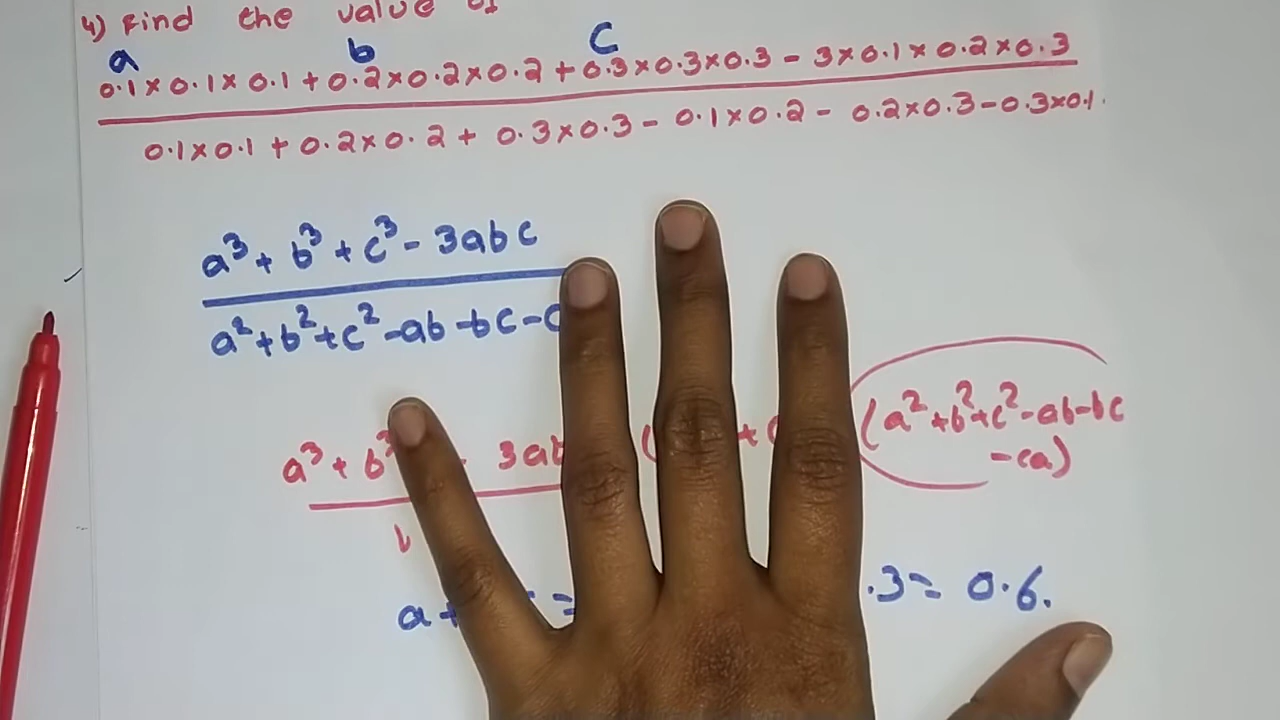 4) Find the value of
a b C
0.1×0.1×0.1+0.2×0.2×0.2+0.3×0.3×0.3-3×0.1×0.2×0.3
0.1×0.1+0.2×0.2+0.3×0.3-0.1×0.2-0.2×0.3-0.3×0.1.
a³+b³+c³-3abc
a²+b²+c²-ab-bc-c
a³+b³ - 3ab ( + (a²+b²+c²-ab-bc
-ca)
a+ = .3= 0.6.